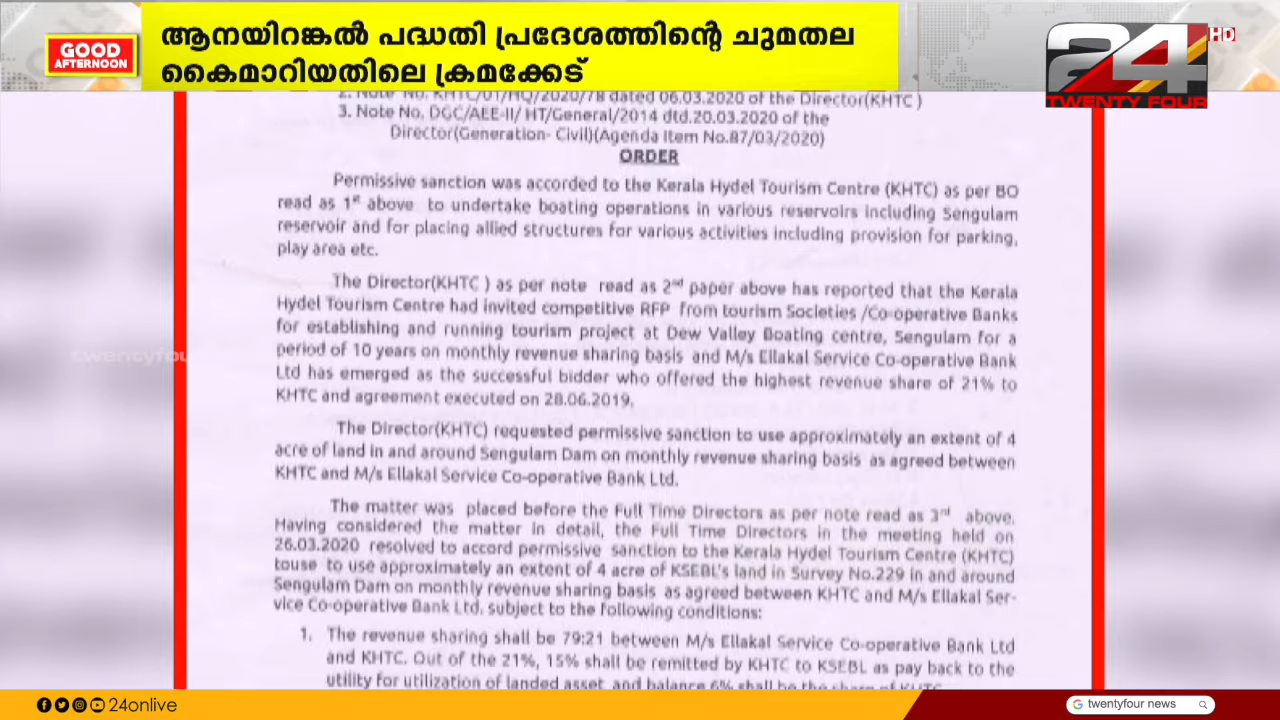 GOOD
AFTERNOON
ആനയിറങ്കൽ പദ്ധതി പ്രദേശത്തിന്റെ ചുമതല
കൈമാറിയതിലെ ക്രമക്കേട്
24
HD
TWENTY FOUR
2. Note No. KHTC/01/HQ/2020/78 dated 06.03.2020 of the Director(KHTC )
3. Note No. DGC/AEE-II/ HT/General/2014 dtd.20.03.2020 of the
Director(Generation- Civil)(Agenda Item No.87/03/2020)
ORDER
Permissive sanction was accorded to the Kerala Hydel Tourism Centre (KHTC) as per BO
read as 1st above to undertake boating operations in various reservoirs including Sengulam
reservoir and for placing allied structures for various activities including provision for parking,
play area etc.
The Director(KHTC ) as per note read as 2nd paper above has reported that the Kerala
Hydel Tourism Centre had invited competitive RFP from tourism Societies /Co-operative Banks
for establishing and running tourism project at Dew Valley Boating centre, Sengulam for a
period of 10 years on monthly revenue sharing basis and M/s Ellakal Service Co-operative Bank
Ltd has emerged as the successful bidder who offered the highest revenue share of 21% to
KHTC and agreement executed on 28.06.2019.
The Director(KHTC) requested permissive sanction to use approximately an extent of 4
acre of land in and around Sengulam Dam on monthly revenue sharing basis as agreed between
KHTC and M/s Ellakal Service Co-operative Bank Ltd.
The matter was placed before the Full Time Directors as per note read as 3rd above.
Having considered the matter in detail, the Full Time Directors in the meeting held on
26.03.2020 resolved to accord permissive sanction to the Kerala Hydel Tourism Centre (KHTC)
touse to use approximately an extent of 4 acre of KSEBL's land in Survey No.229 in and around
Sengulam Dam on monthly revenue sharing basis as agreed between KHTC and M/s Ellakal Ser-
vice Co-operative Bank Ltd. subject to the following conditions:
1. The revenue sharing shall be 79:21 between M/s Ellakal Service Co-operative Bank Ltd
and KHTC. Out of the 21%, 15% shall be remitted by KHTC to KSEBL as pay back to the
utility for utilization of landed asset and balance 6% shall be the share of KHTC
twentyfour
24onlive
twentyfour news